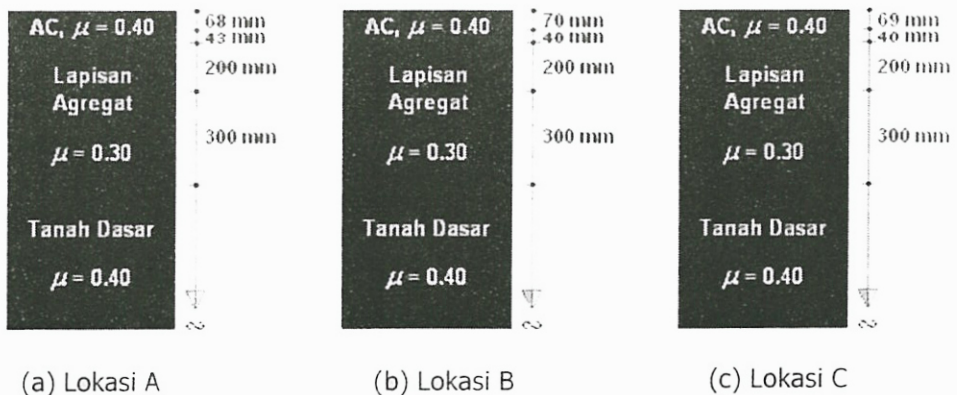 AC, μ = 0.40
Lapisan
Agregat
μ = 0.30
Tanah Dasar
μ = 0.40
68 mm
43 mm
200 mm
300 mm
∞
(a) Lokasi A
AC, μ = 0.40
Lapisan
Agregat
μ = 0.30
Tanah Dasar
μ = 0.40
70 mm
40 mm
200 mm
300 mm
∞
(b) Lokasi B
AC, μ = 0.40
Lapisan
Agregat
μ = 0.30
Tanah Dasar
μ = 0.40
69 mm
40 mm
200 mm
300 mm
∞
(c) Lokasi C